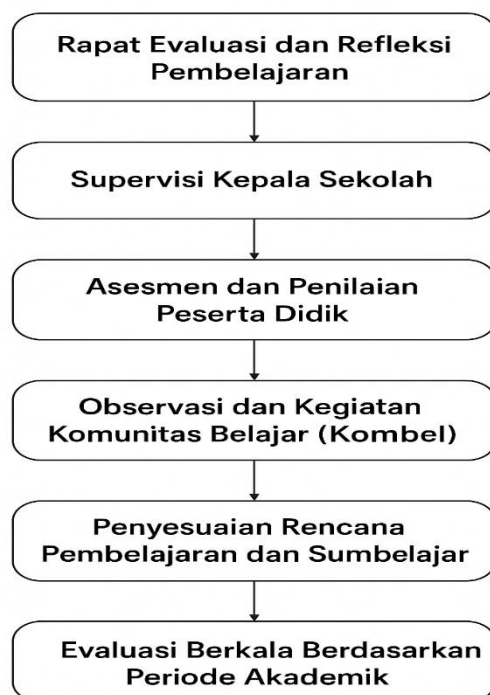 Rapat Evaluasi dan Refleksi
Pembelajaran
Supervisi Kepala Sekolah
Asesmen dan Penilaian
Peserta Didik
Observasi dan Kegiatan
Komunitas Belajar (Kombel)
Penyesuaian Rencana
Pembelajaran dan Sumbelajar
Evaluasi Berkala Berdasarkan
Periode Akademik